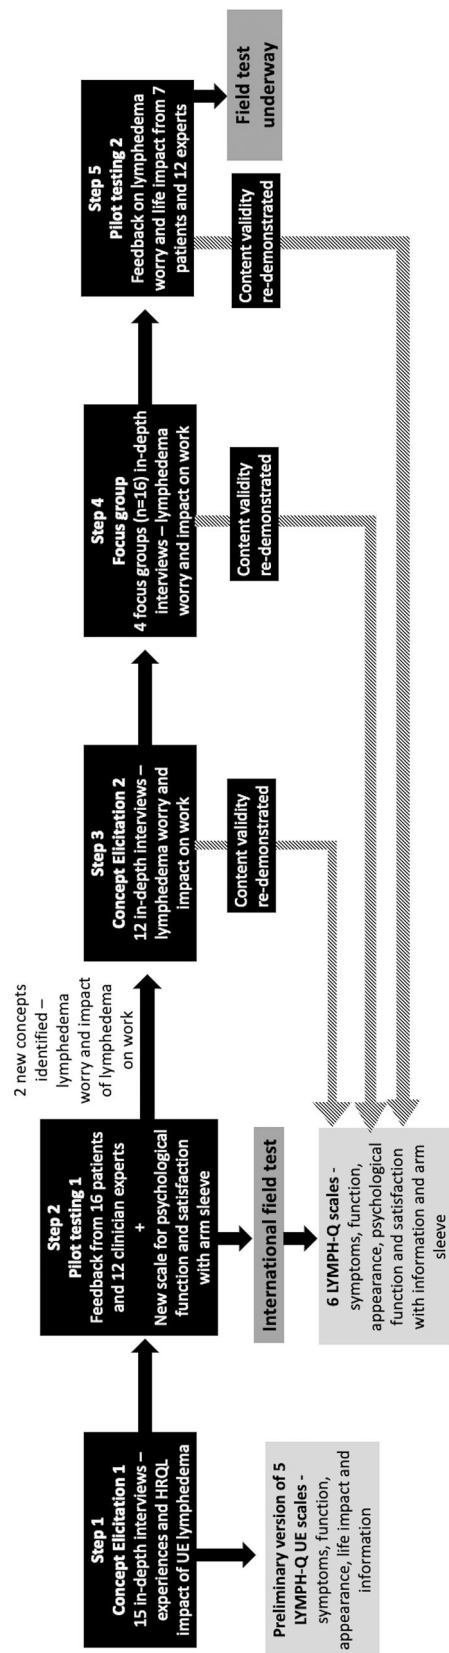 Step 1
Concept Elicitation 1
15 in-depth interviews –
experiences and HRQL
impact of UE lymphedema
Preliminary version of 5
LYMPH-Q UE scales -
symptoms, function,
appearance, life impact and
information
Step 2
Pilot testing 1
Feedback from 16 patients
and 12 clinician experts
+
New scale for psychological
function and satisfaction
with arm sleeve
International field test
6 LYMPH-Q scales -
symptoms, function,
appearance, psychological
function and satisfaction
with information and arm
sleeve
2 new concepts
identified –
lymphedema
worry and impact
of lymphedema
on work
Step 3
Concept Elicitation 2
12 in-depth interviews –
lymphedema worry and
impact on work
Content validity
re-demonstrated
Step 4
Focus group
4 focus groups (n=16) in-depth
interviews – lymphedema
worry and impact on work
Content validity
re-demonstrated
Step 5
Pilot testing 2
Feedback on lymphedema
worry and life impact from 7
patients and 12 experts
Content validity
re-demonstrated
Field test
underway